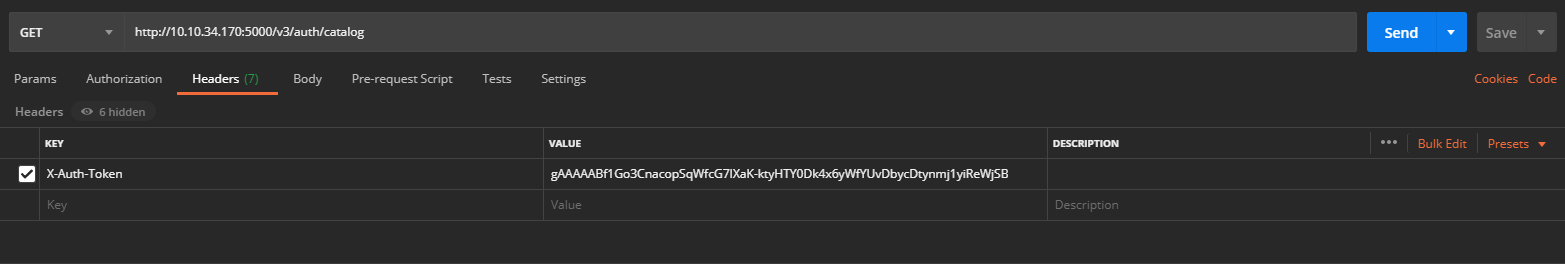 GET http://10.10.34.170:5000/v3/auth/catalog Send Save
Params Authorization Headers (7) Body Pre-request Script Tests Settings Cookies Code
Headers 6 hidden
KEY VALUE DESCRIPTION ••• Bulk Edit Presets
X-Auth-Token gAAAAABf1Go3CnacopSqWfcG7IXaK-ktyHTY0Dk4x6yWfYUvDbycDtynmj1yiReWjSB
Key Value Description